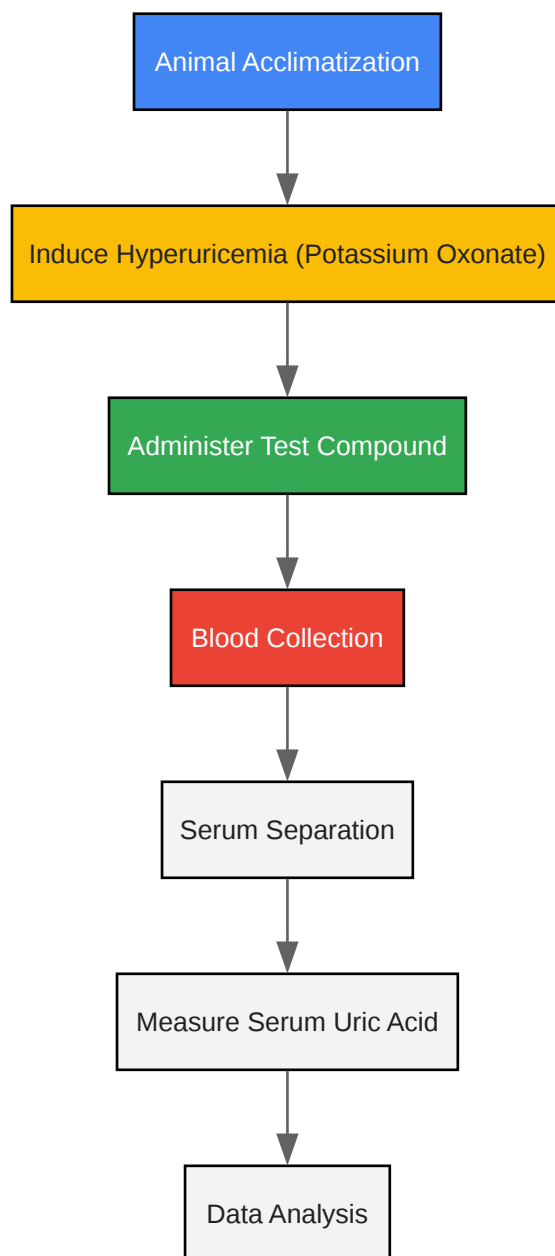 Animal Acclimatization
Induce Hyperuricemia (Potassium Oxonate)
Administer Test Compound
Blood Collection
Serum Separation
Measure Serum Uric Acid
Data Analysis